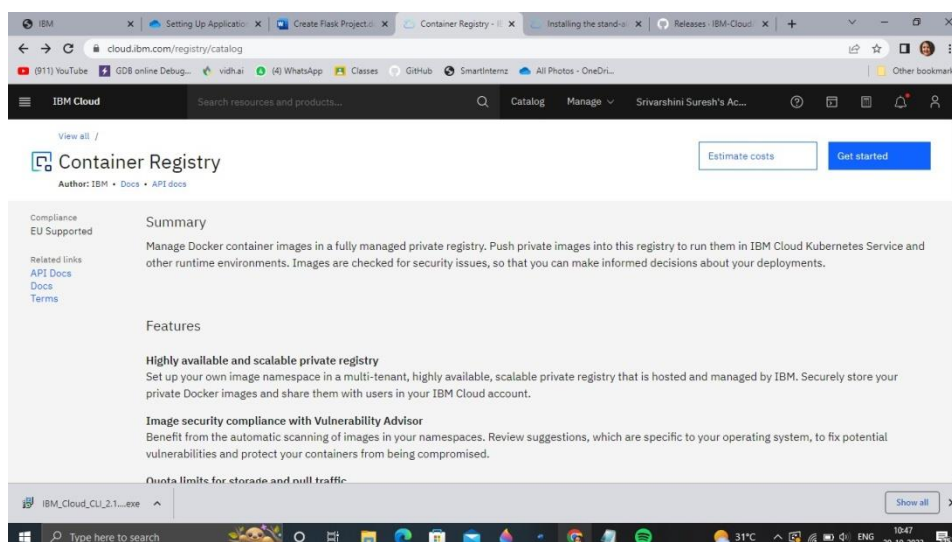 IBM
Setting Up Application
Create Flask Project.d
Container Registry - I
Installing the stand-a
Releases · IBM-Cloud/
cloud.ibm.com/registry/catalog
(911) YouTube
GDB online Debug...
vidh.ai
(4) WhatsApp
Classes
GitHub
SmartInternz
All Photos - OneDri...
Other bookmark
IBM Cloud
Search resources and products...
Catalog
Manage
Srivarshini Suresh's Ac...
View all /
Container Registry
Author: IBM • Docs • API docs
Estimate costs
Get started
Compliance
EU Supported
Related links
API Docs
Docs
Terms
Summary
Manage Docker container images in a fully managed private registry. Push private images into this registry to run them in IBM Cloud Kubernetes Service and
other runtime environments. Images are checked for security issues, so that you can make informed decisions about your deployments.
Features
Highly available and scalable private registry
Set up your own image namespace in a multi-tenant, highly available, scalable private registry that is hosted and managed by IBM. Securely store your
private Docker images and share them with users in your IBM Cloud account.
Image security compliance with Vulnerability Advisor
Benefit from the automatic scanning of images in your namespaces. Review suggestions, which are specific to your operating system, to fix potential
vulnerabilities and protect your containers from being compromised.
Quota limits for storage and pull traffic
IBM_Cloud_CLI_2.1....exe
Show all
Type here to search
31°C
ENG
10:47